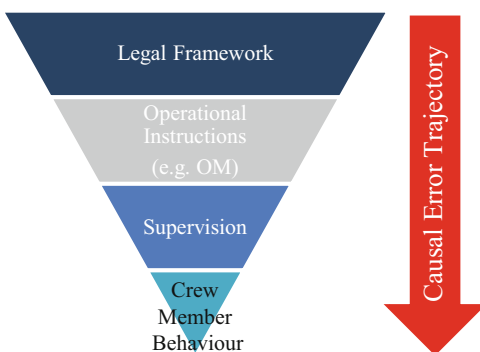 Legal Framework
Operational
Instructions
(e.g. OM)
Supervision
Crew
Member
Behaviour
Causal Error Trajectory